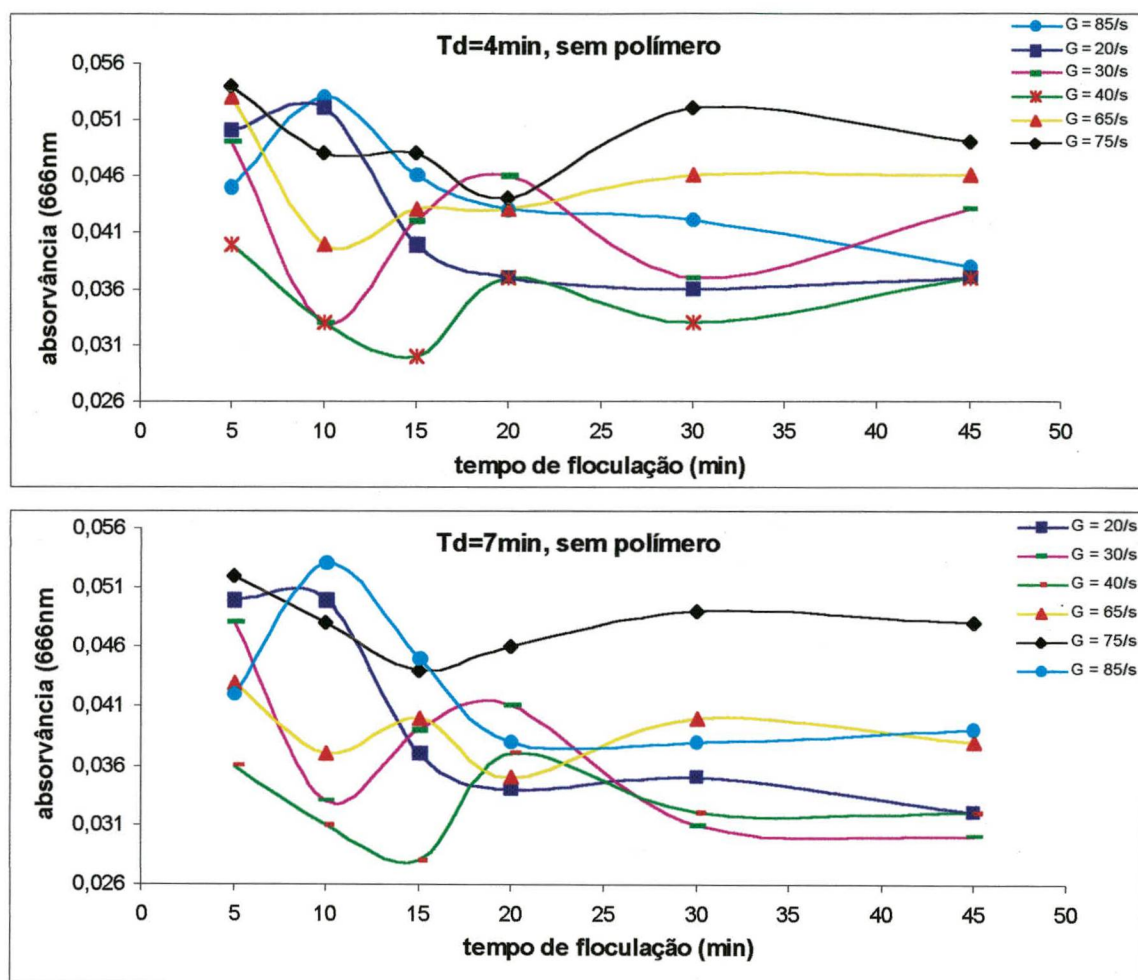 Td=4min, sem polímero
G = 85/s
G = 20/s
G = 30/s
G = 40/s
G = 65/s
G = 75/s
0,056
0,051
0,046
0,041
0,036
0,031
0,026
absorvância (666nm)
0 5 10 15 20 25 30 35 40 45 50
tempo de floculação (min)
Td=7min, sem polímero
G = 20/s
G = 30/s
G = 40/s
G = 65/s
G = 75/s
G = 85/s
0,056
0,051
0,046
0,041
0,036
0,031
0,026
absorvância (666nm
0 5 10 15 20 25 30 35 40 45 50
tempo de floculação (min)